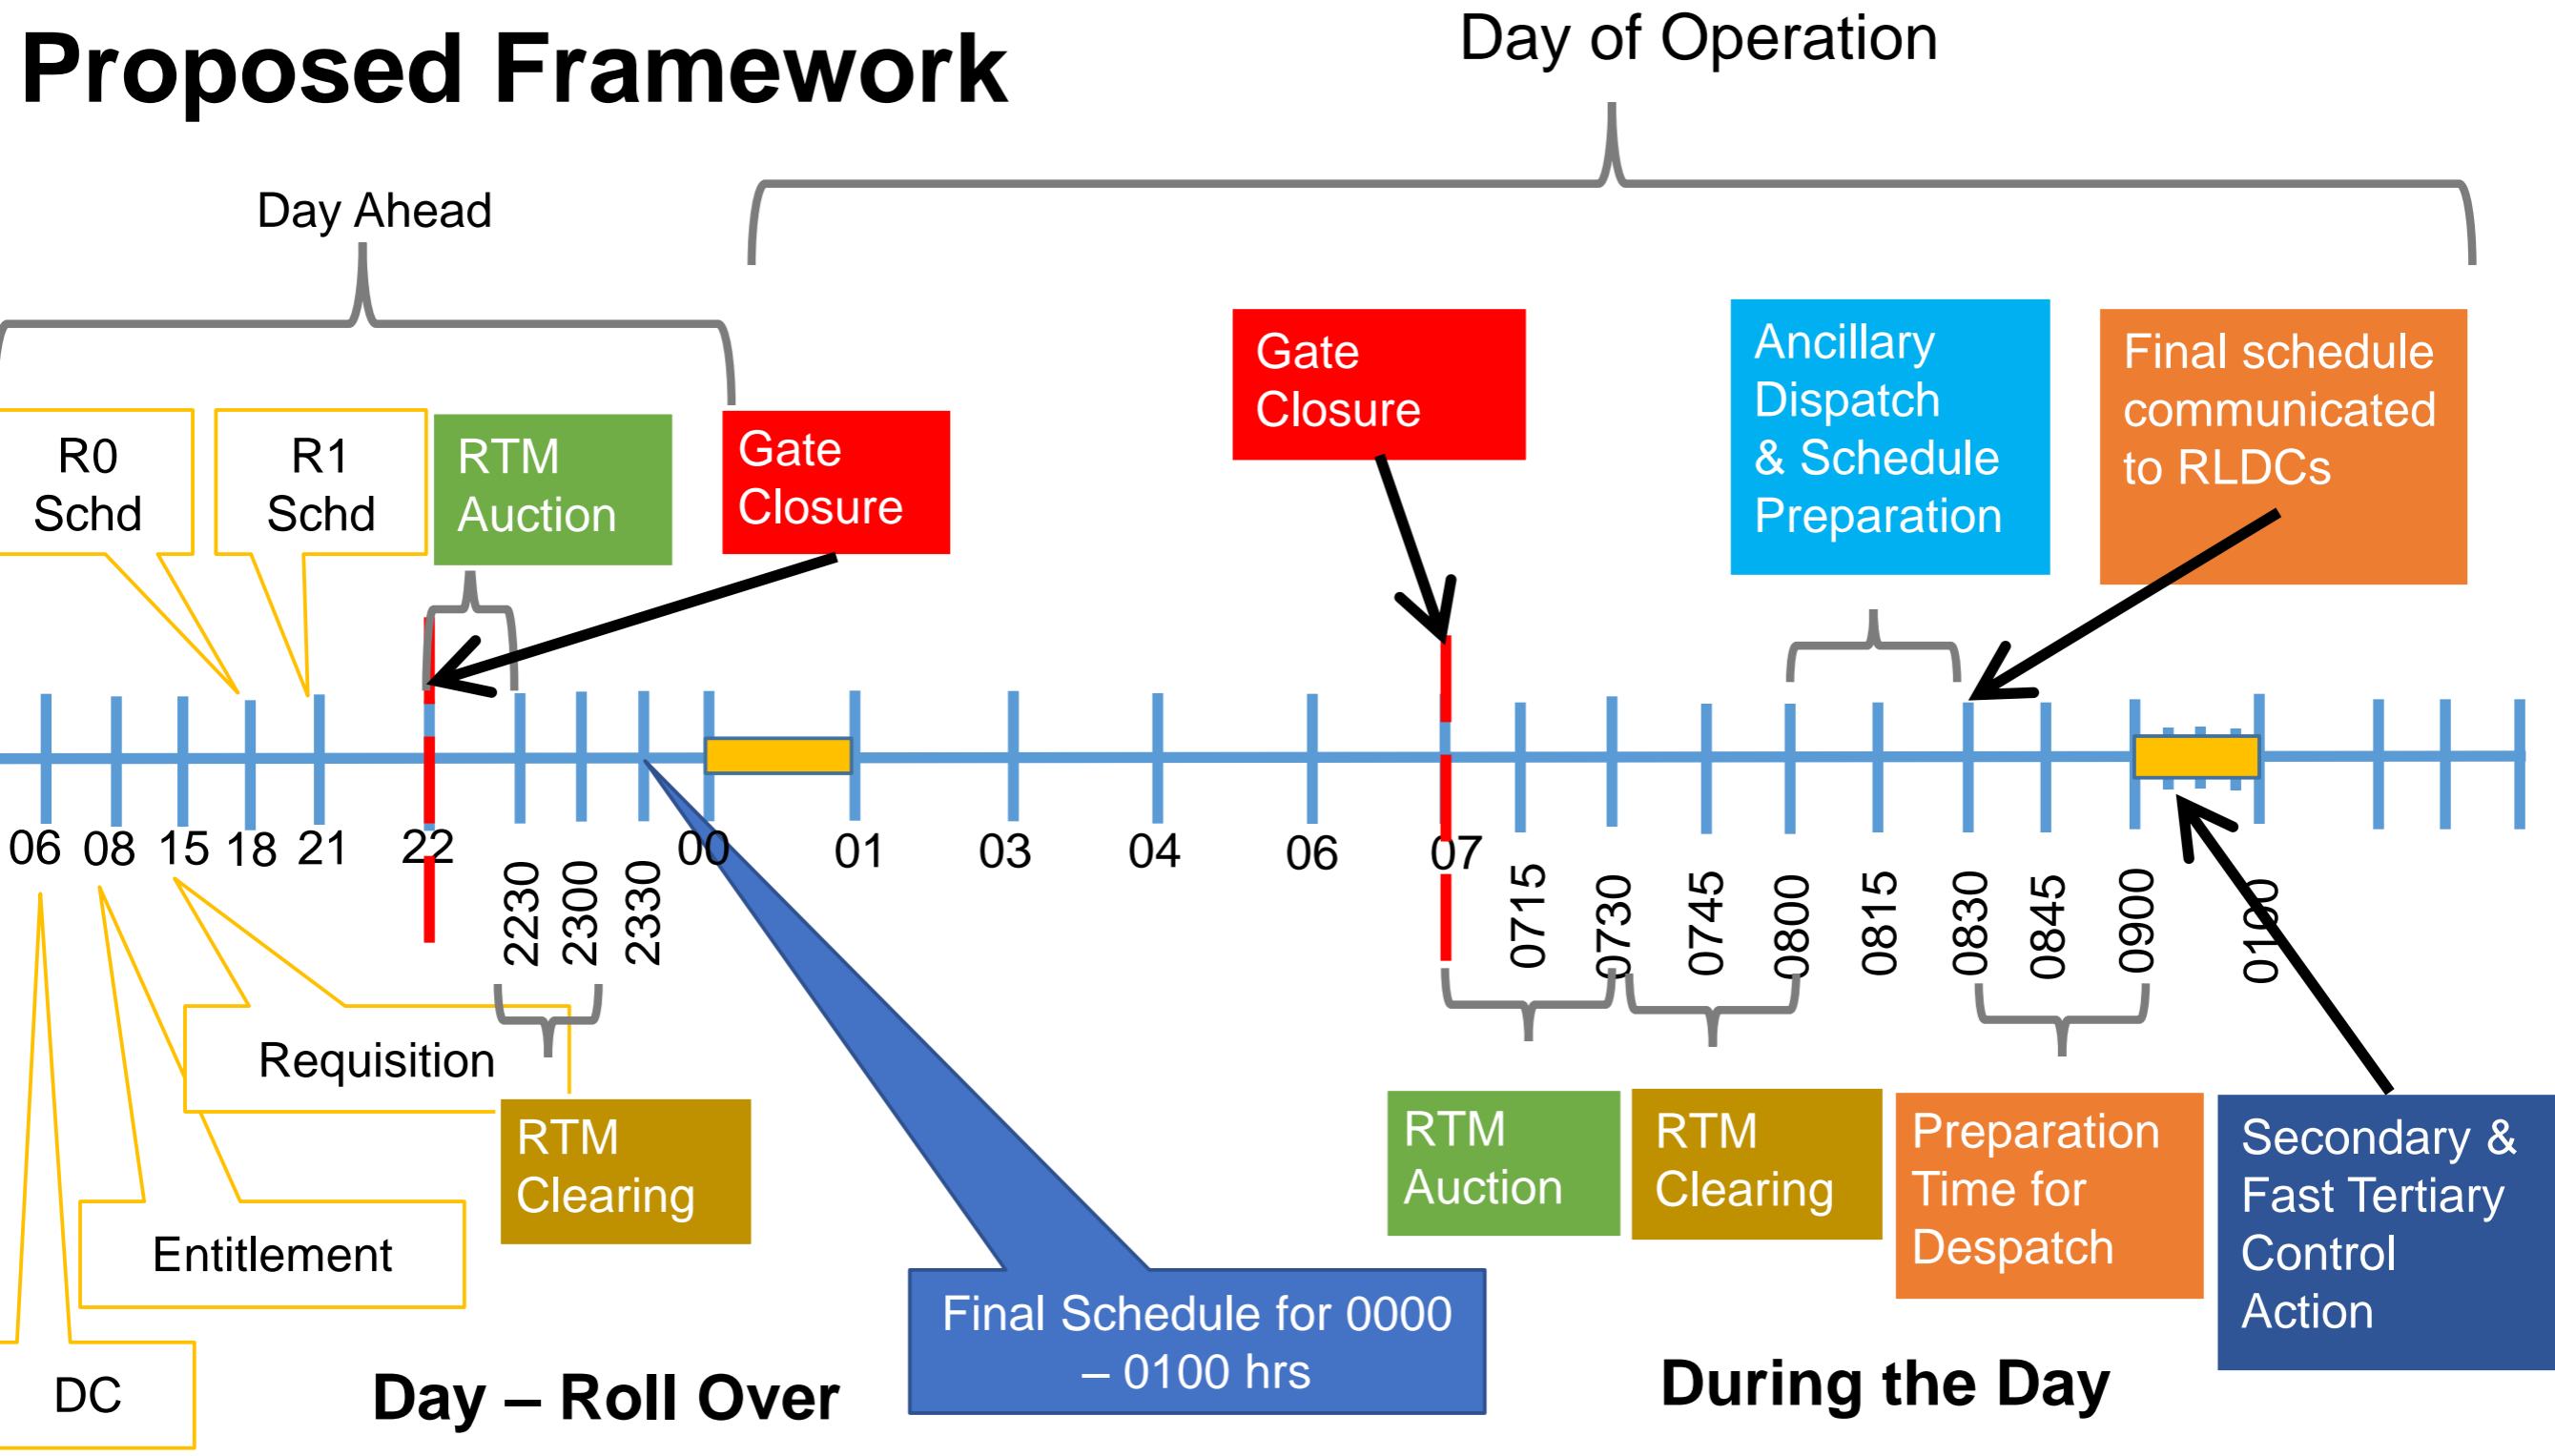 Proposed Framework
Day of Operation
Day Ahead
R0
Schd
R1
Schd
RTM
Auction
Gate
Closure
Gate
Closure
Ancillary
Dispatch
& Schedule
Preparation
Final schedule
communicated
to RLDCs
06 08 15 18 21 22 00 01 03 04 06 07
2230
2300
2330
0715
0730
0745
0800
0815
0830
0845
0900
0100
Requisition
RTM
Clearing
Entitlement
DC
RTM
Auction
RTM
Clearing
Preparation
Time for
Despatch
Secondary &
Fast Tertiary
Control
Action
Final Schedule for 0000
– 0100 hrs
Day – Roll Over
During the Day